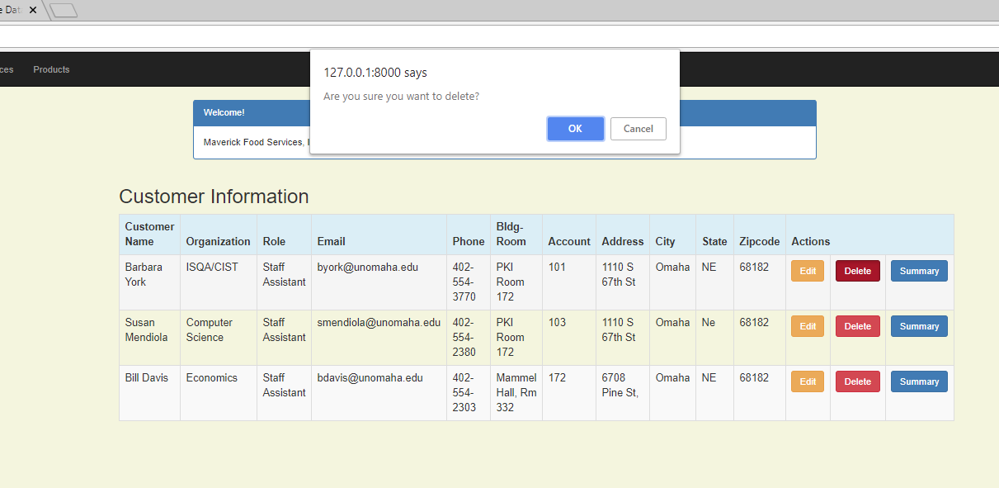 e Dat
ces Products
127.0.0.1:8000 says
Are you sure you want to delete?
OK Cancel
Welcome!
Maverick Food Services,
Customer Information
Customer Name Organization Role Email Phone Bldg-Room Account Address City State Zipcode Actions
Barbara York ISQA/CIST Staff Assistant byork@unomaha.edu 402-554-3770 PKI Room 172 101 1110 S 67th St Omaha NE 68182 Edit Delete Summary
Susan Mendiola Computer Science Staff Assistant smendiola@unomaha.edu 402-554-2380 PKI Room 172 103 1110 S 67th St Omaha Ne 68182 Edit Delete Summary
Bill Davis Economics Staff Assistant bdavis@unomaha.edu 402-554-2303 Mammel Hall, Rm 332 172 6708 Pine St, Omaha NE 68182 Edit Delete Summary